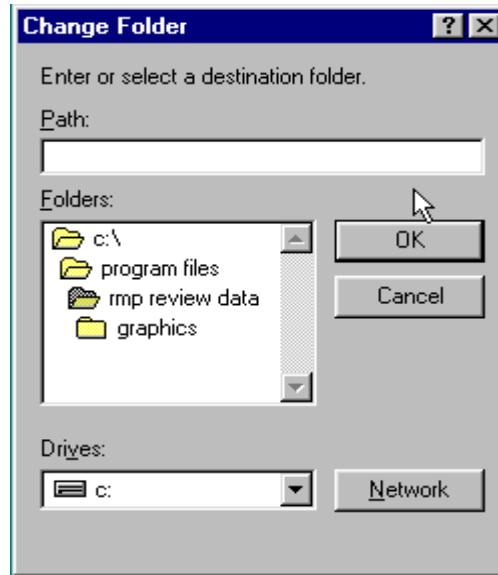 Change Folder
Enter or select a destination folder.
Path:
Folders:
c:\
program files
rmp review data
graphics
OK
Cancel
Drives:
c:
Network